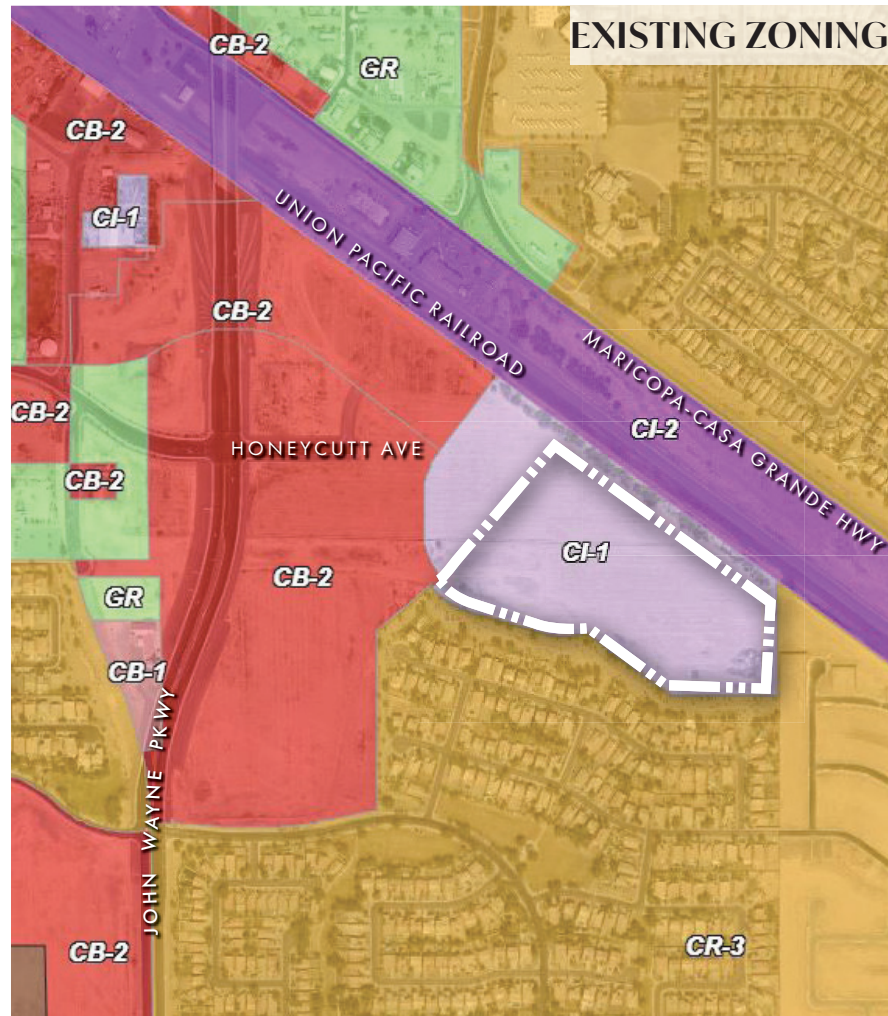 EXISTING ZONING
CB-2
GR
CB-2
CI-1
UNION PACIFIC RAILROAD
CB-2
MARICOPA-CASA GRANDE HWY
CB-2
HONEYCUTT AVE
CI-2
CB-2
CI-1
CB-2
GR
CB-1
JOHN WAYNE PKWY
CB-2
CR-3